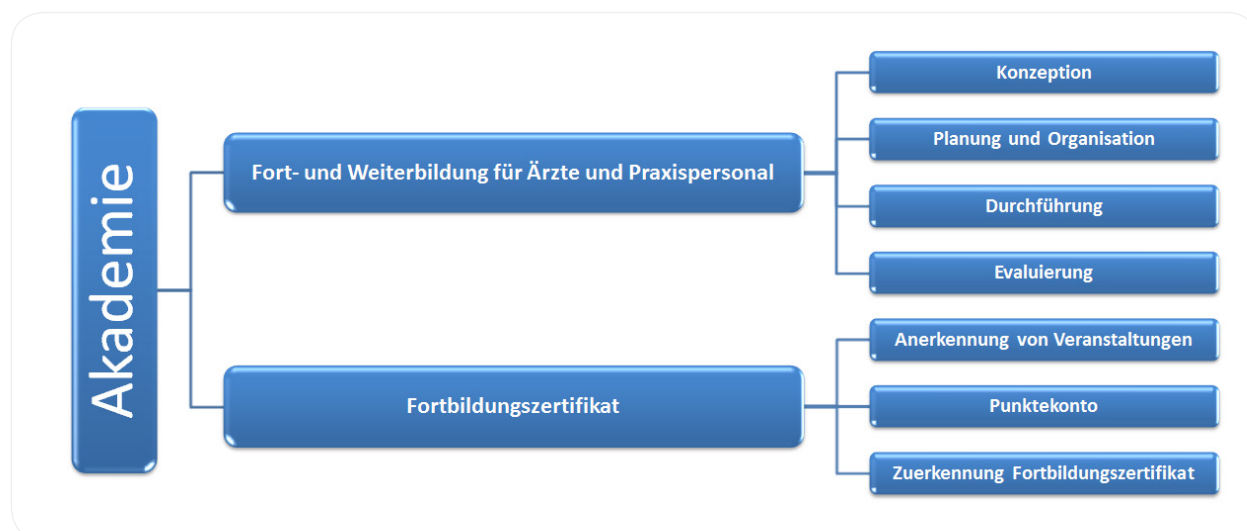 Akademie
Fort- und Weiterbildung für Ärzte und Praxispersonal
Konzeption
Planung und Organisation
Durchführung
Evaluierung
Fortbildungszertifikat
Anerkennung von Veranstaltungen
Punktekonto
Zuerkennung Fortbildungszertifikat